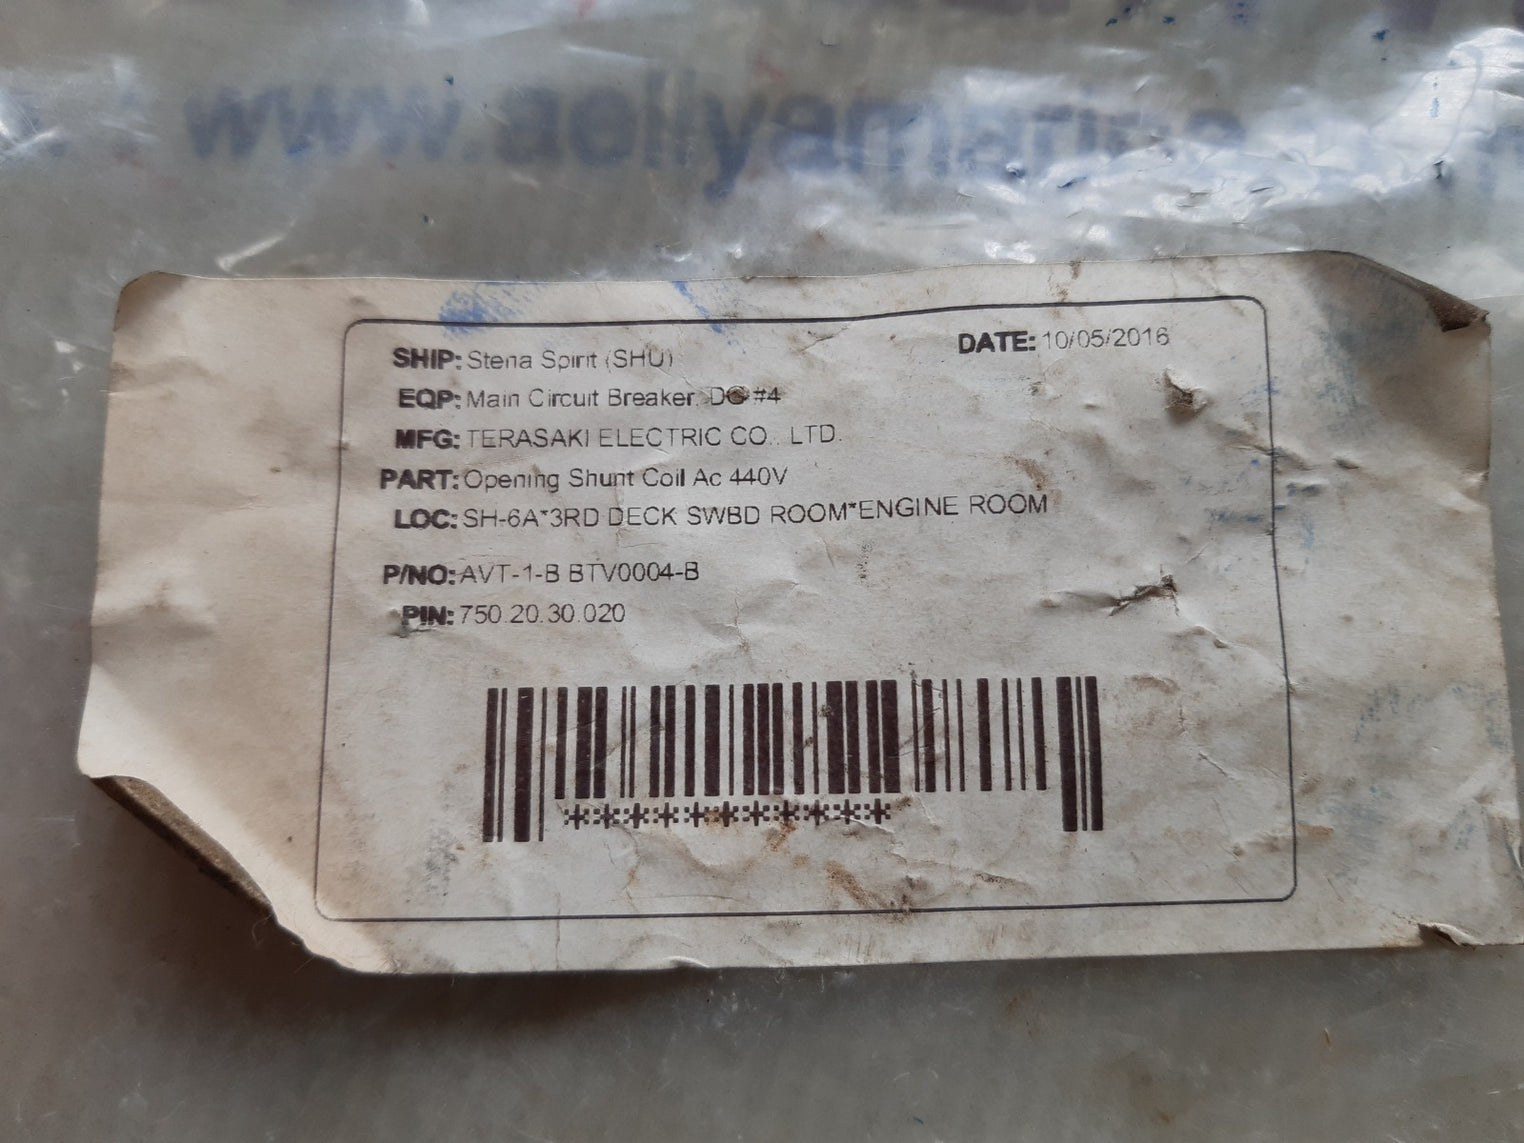 www.aeliyamarine
SHIP: Stena Spirit (SHU)
DATE: 10/05/2016
EQP: Main Circuit Breaker, DG #4
MFG: TERASAKI ELECTRIC CO., LTD.
PART: Opening Shunt Coil Ac 440V
LOC: SH-6A*3RD DECK SWBD ROOM*ENGINE ROOM
P/NO: AVT-1-B BTV0004-B
PIN: 750.20.30.020
***********